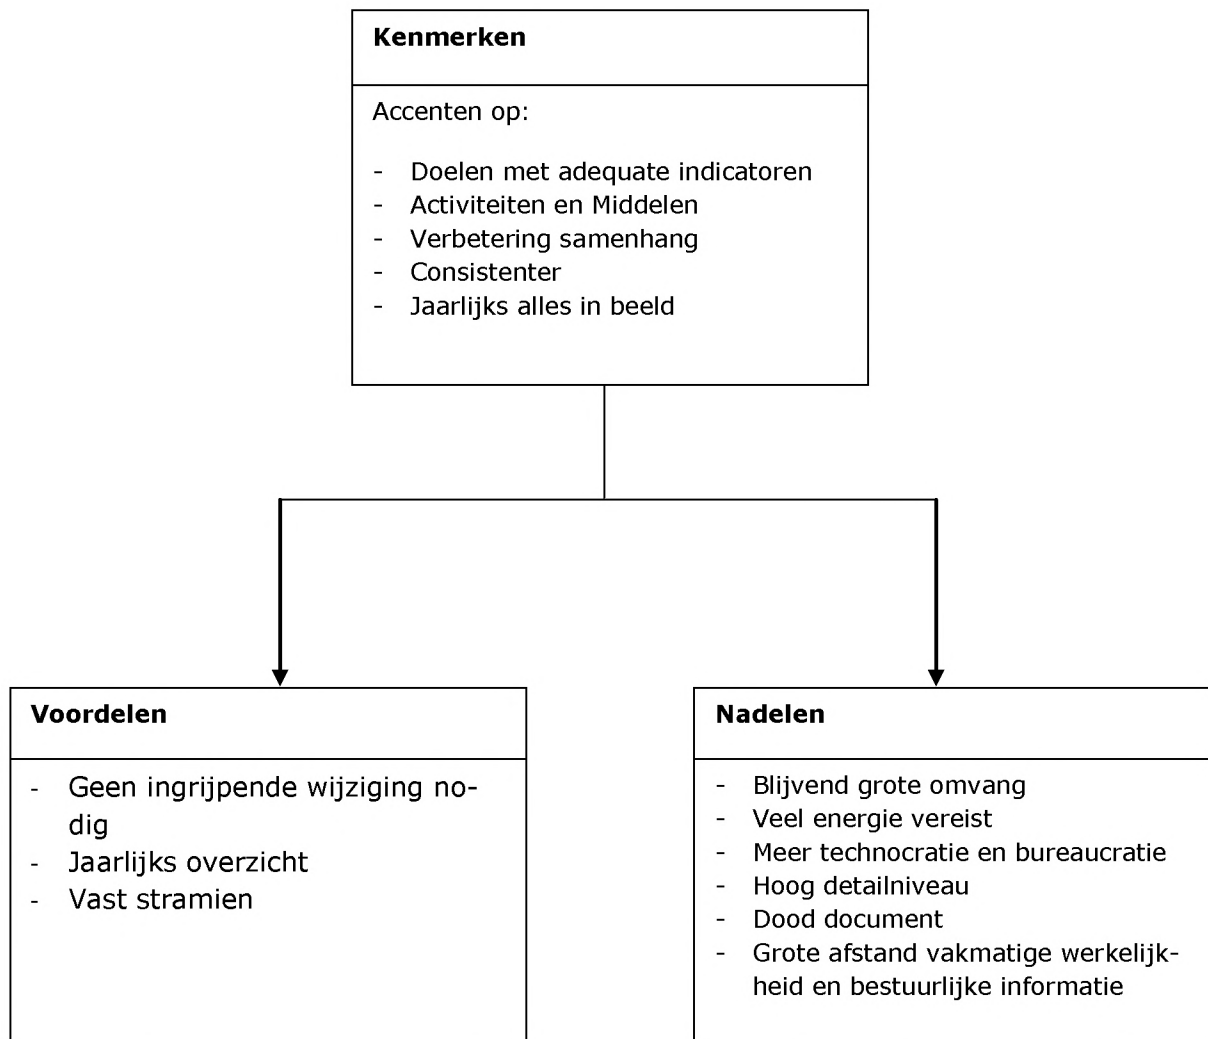 Kenmerken
Accenten op:
- Doelen met adequate indicatoren
- Activiteiten en Middelen
- Verbetering samenhang
- Consistenter
- Jaarlijks alles in beeld
Voordelen
- Geen ingrijpende wijziging no-
dig
- Jaarlijks overzicht
- Vast stramien
Nadelen
- Blijvend grote omvang
- Veel energie vereist
- Meer technocratie en bureaucratie
- Hoog detailniveau
- Dood document
- Grote afstand vakmatige werkelijk-
heid en bestuurlijke informatie